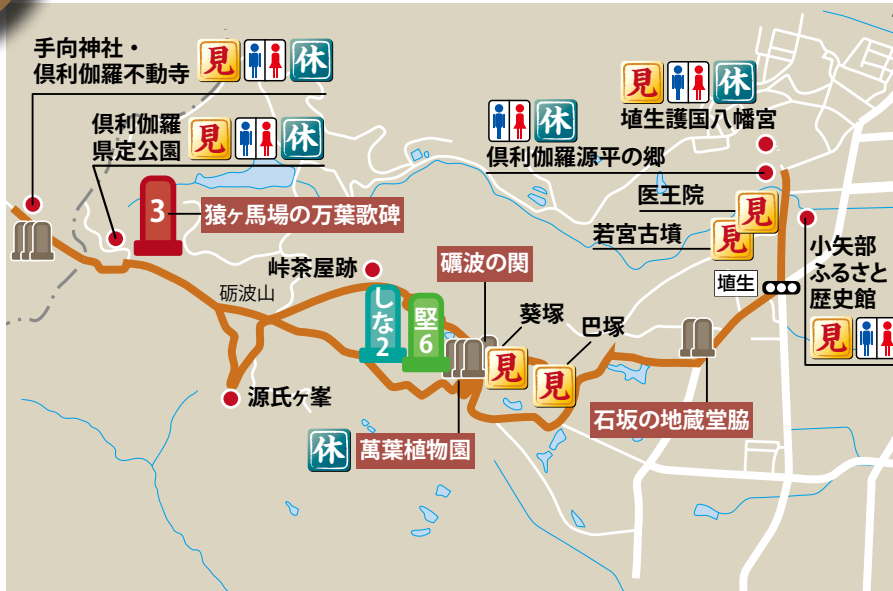 手向神社・
倶利伽羅不動寺
見
休
倶利伽羅
県定公園
見
休
見
休
埴生護国八幡宮
休
倶利伽羅源平の郷
医王院
見
若宮古墳
見
3
猿ヶ馬場の万葉歌碑
峠茶屋跡
礪波の関
砺波山
しな2
堅6
葵塚
見
巴塚
見
埴生
小矢部
ふるさと
歴史館
見
源氏ヶ峯
休
萬葉植物園
石坂の地蔵堂脇